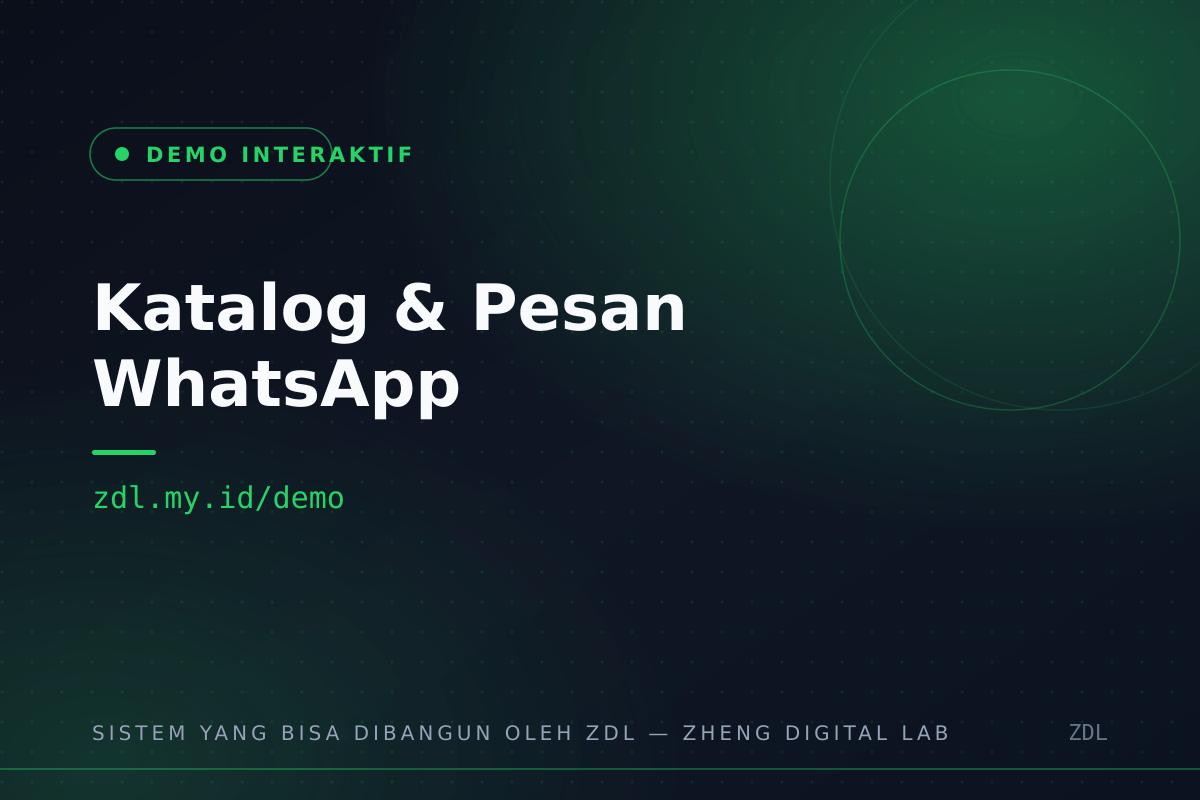 DEMO INTERAKTIF
Katalog & Pesan
WhatsApp
zdl.my.id/demo
SISTEM YANG BISA DIBANGUN OLEH ZDL — ZHENG DIGITAL LAB
ZDL